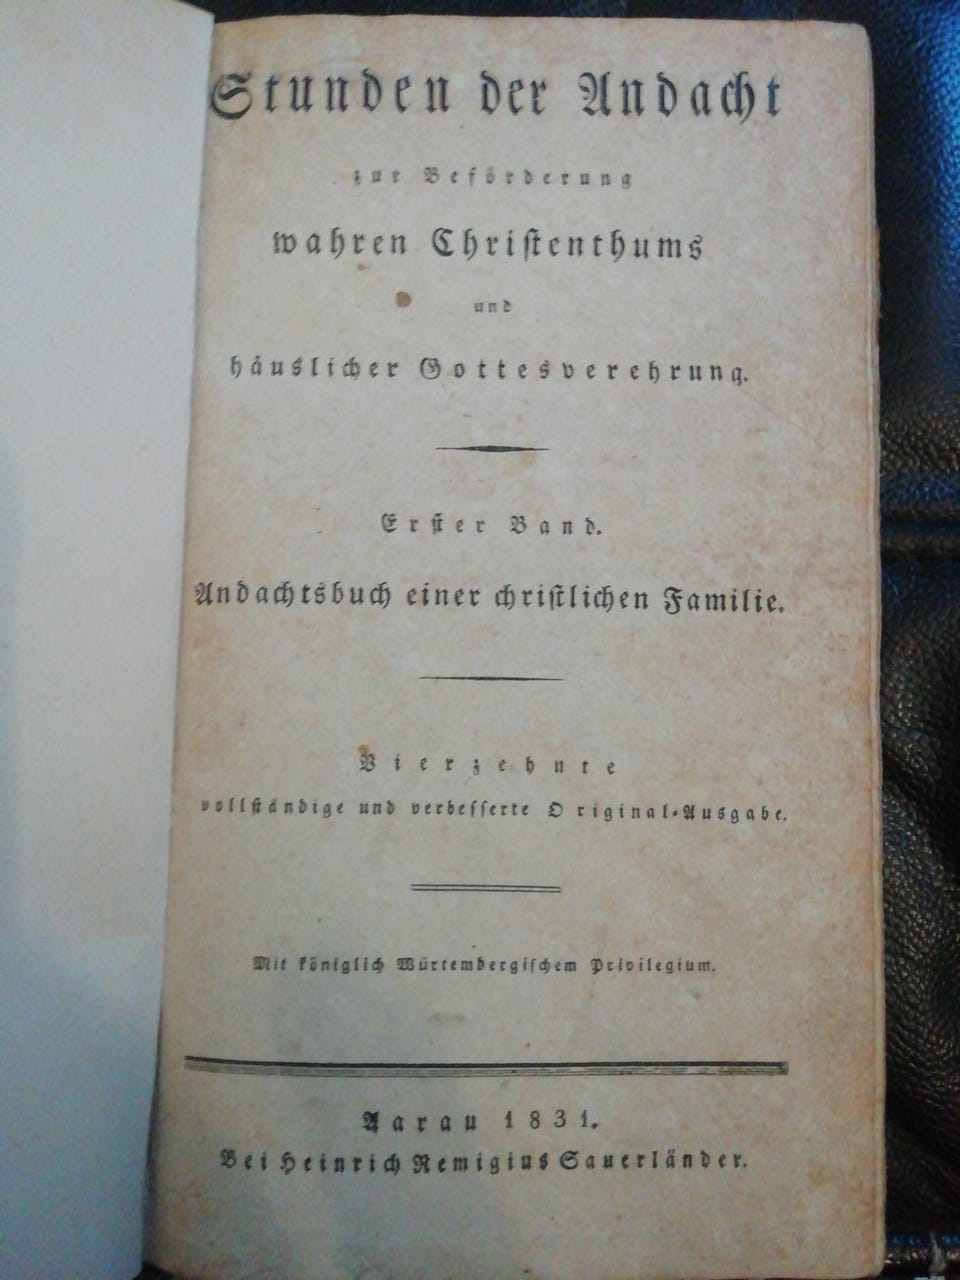 Stunden der Andacht
zur Beförderung
wahren Chriſtenthums
und
häuslicher Gottesverehrung.
Erſter Band.
Andachtsbuch einer chriſtlichen Familie.
Vierzehnte
vollſtändige und verbeſſerte Original-Ausgabe.
Mit königlich Würtembergiſchem Privilegium.
Aarau 1831.
Bei Heinrich Remigius Sauerländer.